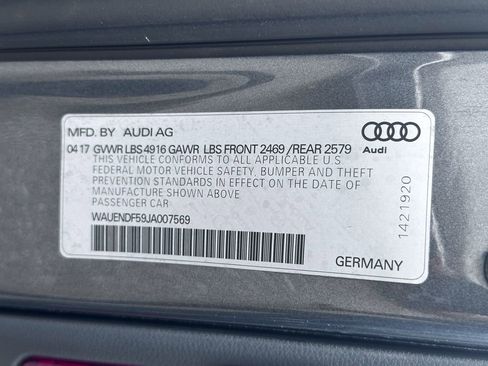 MFD. BY AUDI AG
04 17 GVWR LBS 4916 GAWR LBS FRONT 2469 /REAR 2579
THIS VEHICLE CONFORMS TO ALL APPLICABLE U.S.
FEDERAL MOTOR VEHICLE SAFETY, BUMPER AND THEFT
PREVENTION STANDARDS IN EFFECT ON THE DATE OF
MANUFACTURE SHOWN ABOVE
PASSENGER CAR
WAUENDF59JA007569
Audi
1421920
GERMANY